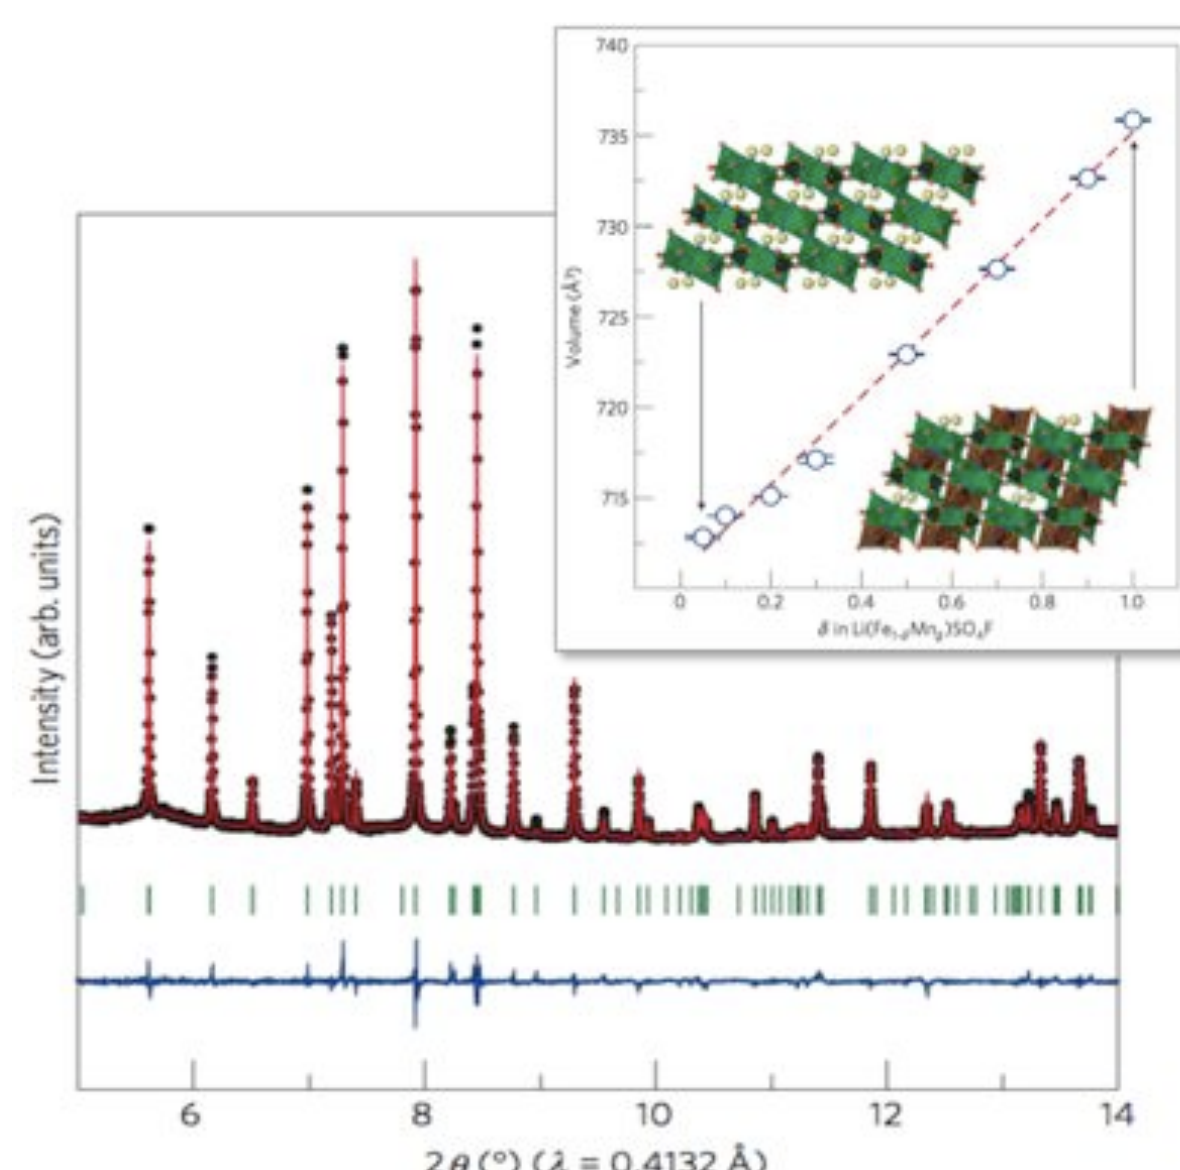 740
735
730
725
720
715
Volume (Å³)
0 0.2 0.4 0.6 0.8 1.0
δ in Li(Fe₁₋δMnδ)SO₄F
Intensity (arb. units)
6 8 10 12 14
2θ (°) (λ = 0.4132 Å)